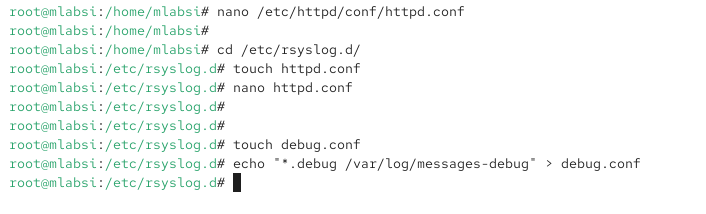 root@mlabsi:/home/mlabsi# nano /etc/httpd/conf/httpd.conf
root@mlabsi:/home/mlabsi#
root@mlabsi:/home/mlabsi# cd /etc/rsyslog.d/
root@mlabsi:/etc/rsyslog.d# touch httpd.conf
root@mlabsi:/etc/rsyslog.d# nano httpd.conf
root@mlabsi:/etc/rsyslog.d#
root@mlabsi:/etc/rsyslog.d#
root@mlabsi:/etc/rsyslog.d# touch debug.conf
root@mlabsi:/etc/rsyslog.d# echo "*.debug /var/log/messages-debug" > debug.conf
root@mlabsi:/etc/rsyslog.d#